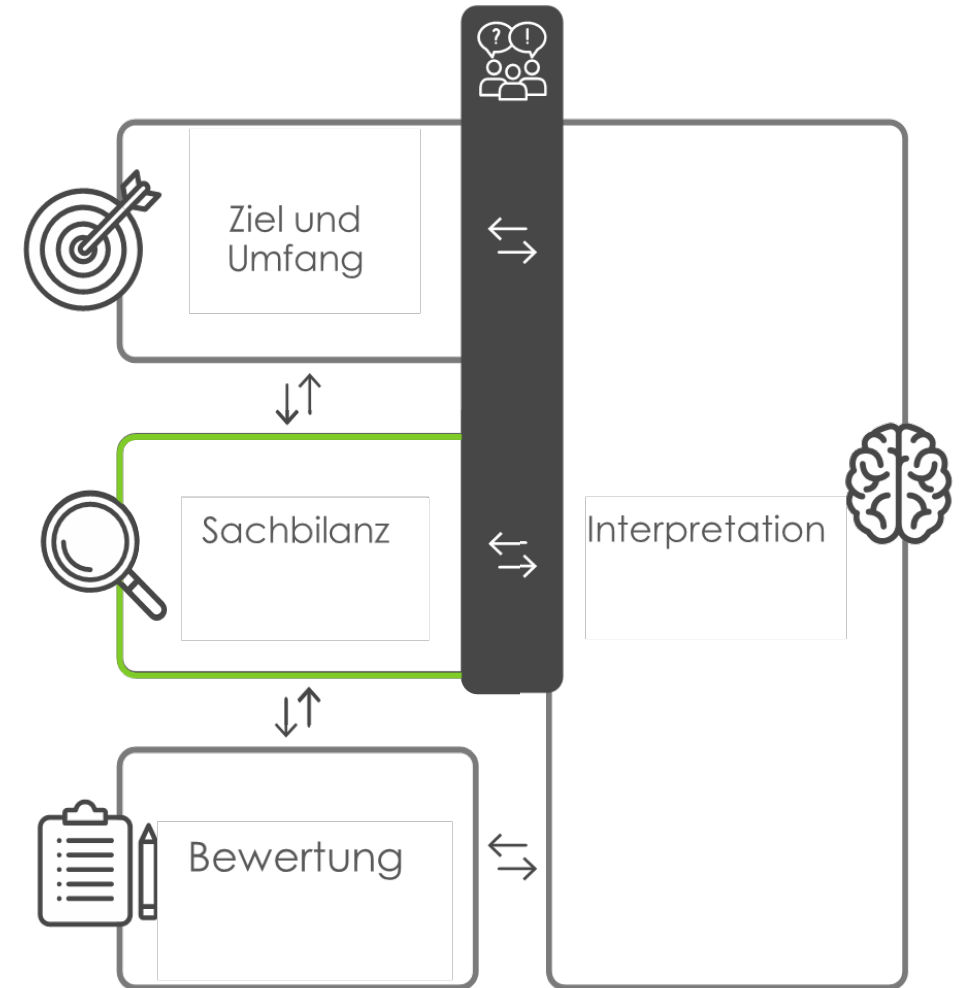 ? !
Ziel und
Umfang
Sachbilanz
Interpretation
Bewertung